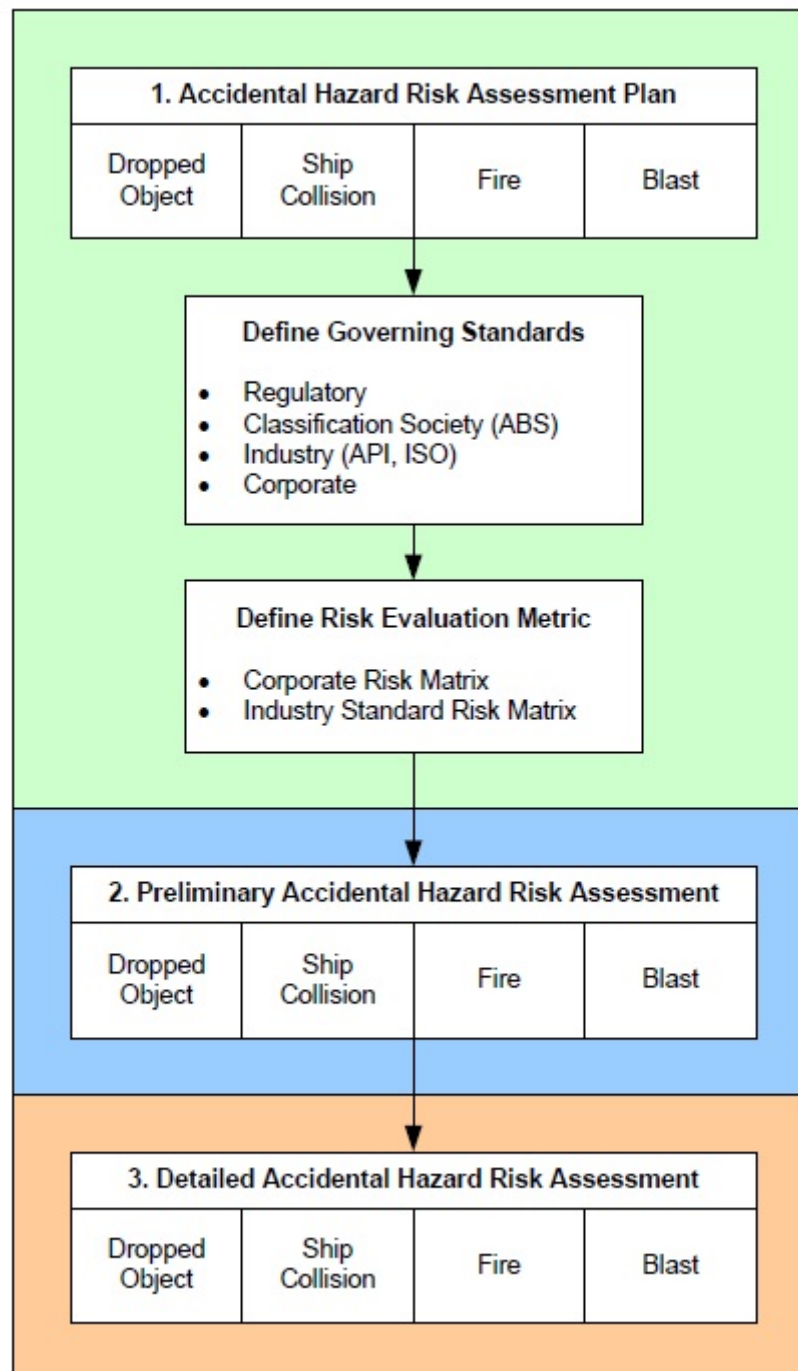 1. Accidental Hazard Risk Assessment Plan
Dropped
Object
Ship
Collision
Fire
Blast
Define Governing Standards
• Regulatory
• Classification Society (ABS)
• Industry (API, ISO)
• Corporate
Define Risk Evaluation Metric
• Corporate Risk Matrix
• Industry Standard Risk Matrix
2. Preliminary Accidental Hazard Risk Assessment
Dropped
Object
Ship
Collision
Fire
Blast
3. Detailed Accidental Hazard Risk Assessment
Dropped
Object
Ship
Collision
Fire
Blast